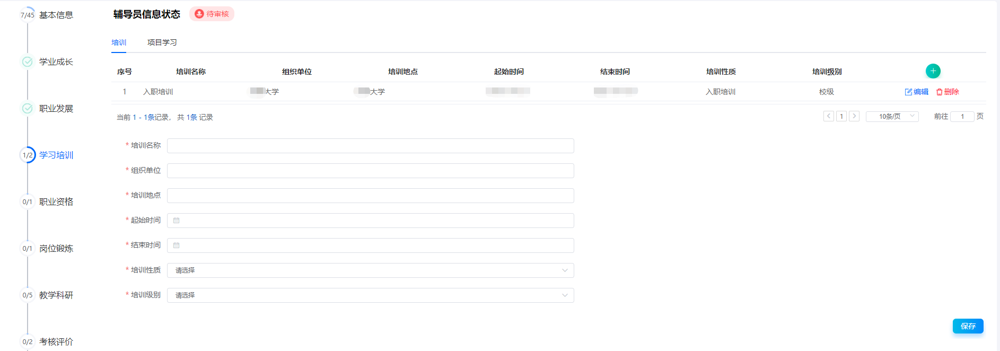 7/45 基本信息
学业成长
职业发展
1/2 学习培训
0/1 职业资格
0/1 岗位锻炼
0/5 教学科研
0/2 考核评价
辅导员信息状态 待审核
培训 项目学习
序号 培训名称 组织单位 培训地点 起始时间 结束时间 培训性质 培训级别
1 入职培训 大学 大学 入职培训 校级 编辑 删除
当前 1 - 1条记录， 共 1条 记录 1 10条/页 前往 1 页
* 培训名称
* 组织单位
* 培训地点
* 起始时间
* 结束时间
* 培训性质 请选择
* 培训级别 请选择
保存